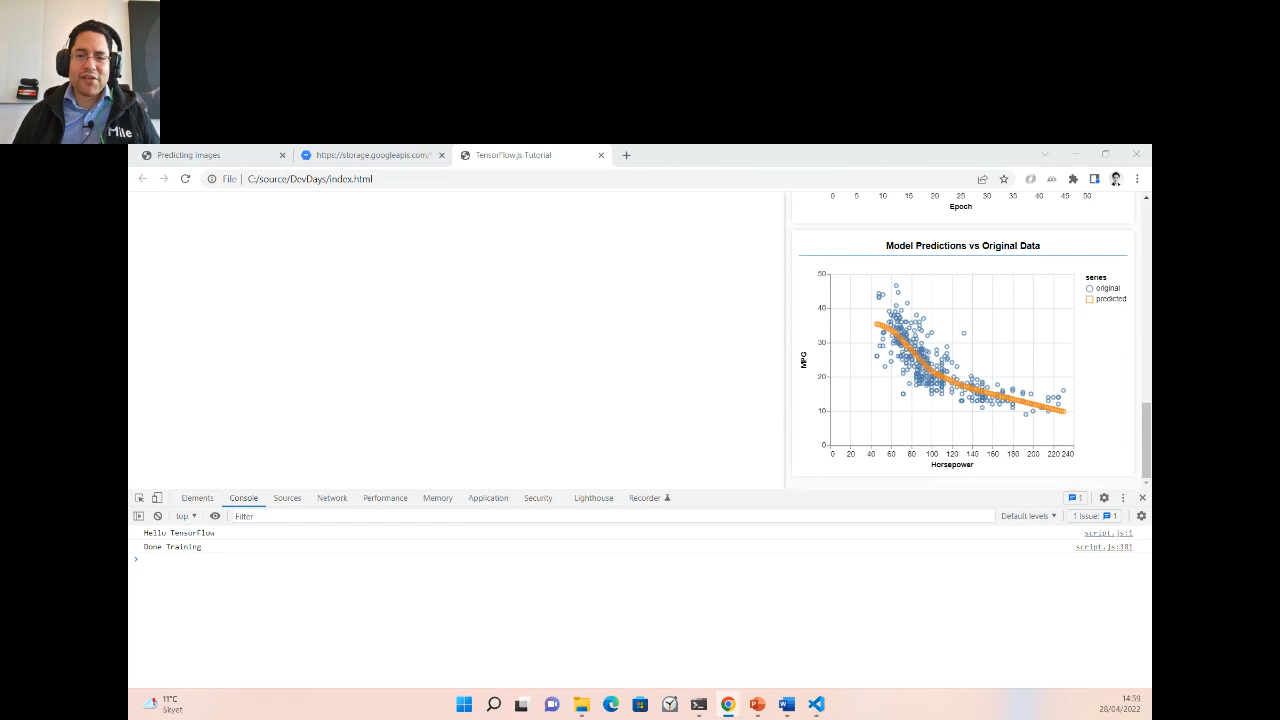 Mile
Predicting images
https://storage.googleapis.com/
TensorFlow.js Tutorial
File
C:/source/DevDays/index.html
0 5 10 15 20 25 30 35 40 45 50
Epoch
Model Predictions vs Original Data
50
40
30
20
10
0
MPG
0 20 40 60 80 100 120 140 160 180 200 220 240
Horsepower
series
original
predicted
Elements Console Sources Network Performance Memory Application Security Lighthouse Recorder
1
top
Filter
Default levels
1 Issue: 1
Hello TensorFlow
script.js:1
Done Training
script.js:181
11°C
Skyet
14:59
28/04/2022